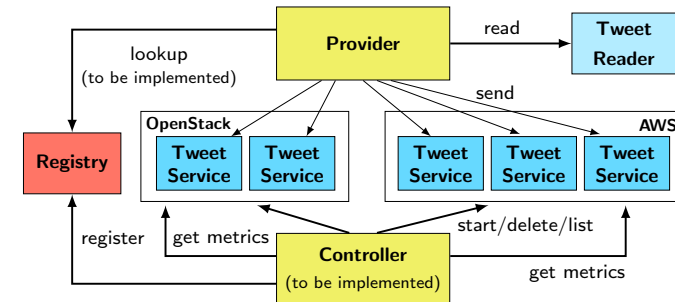 Provider
read
Tweet
Reader
lookup
(to be implemented)
send
OpenStack
AWS
Registry
Tweet
Service
Tweet
Service
Tweet
Service
Tweet
Service
Tweet
Service
register
get metrics
start/delete/list
Controller
(to be implemented)
get metrics